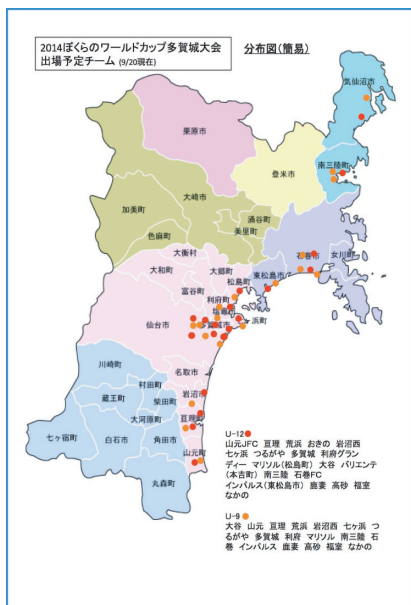 2014ぼくらのワールドカップ多賀城大会
出場予定チーム (9/20現在)
分布図(簡易)
気仙沼市
栗原市
南三陸町
登米市
大崎市
加美町
涌谷町
美里町
色麻町
石巻市
女川町
大衡村
東松島市
大和町
大郷町
松島町
富谷町
利府町
塩竈市
仙台市
多賀城市
七ヶ浜町
川崎町
名取市
村田町
岩沼市
蔵王町
柴田町
大河原町
亘理町
七ヶ宿町
白石市
角田市
山元町
丸森町
U-12
山元JFC 亘理 荒浜 おきの 岩沼西
七ヶ浜 つるがや 多賀城 利府グラン
ディー マリソル(松島町) 大谷 バリエンテ
(本吉町) 南三陸 石巻FC
インパルス(東松島市) 鹿妻 高砂 福室
なかの
U-9
大谷 山元 亘理 荒浜 岩沼西 七ヶ浜 つ
るがや 多賀城 利府 マリソル 南三陸 石
巻 インパルス 鹿妻 高砂 福室 なかの